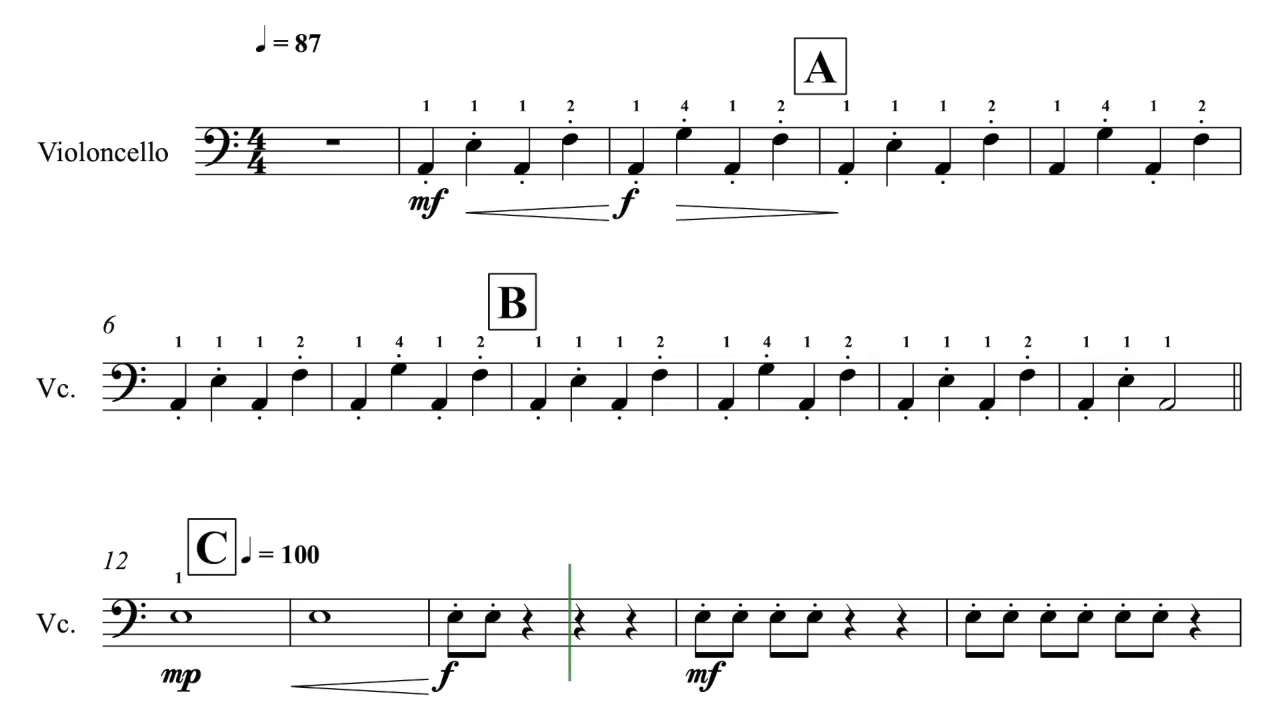 ♩ = 87
A
1 1 1 2 1 4 1 2 1 1 1 2 1 4 1 2
Violoncello
4
4
mf f
B
6
1 1 1 2 1 4 1 2 1 1 1 2 1 4 1 2 1 1 1 2 1 1 1
Vc.
C ♩ = 100
12
1
Vc.
mp f mf